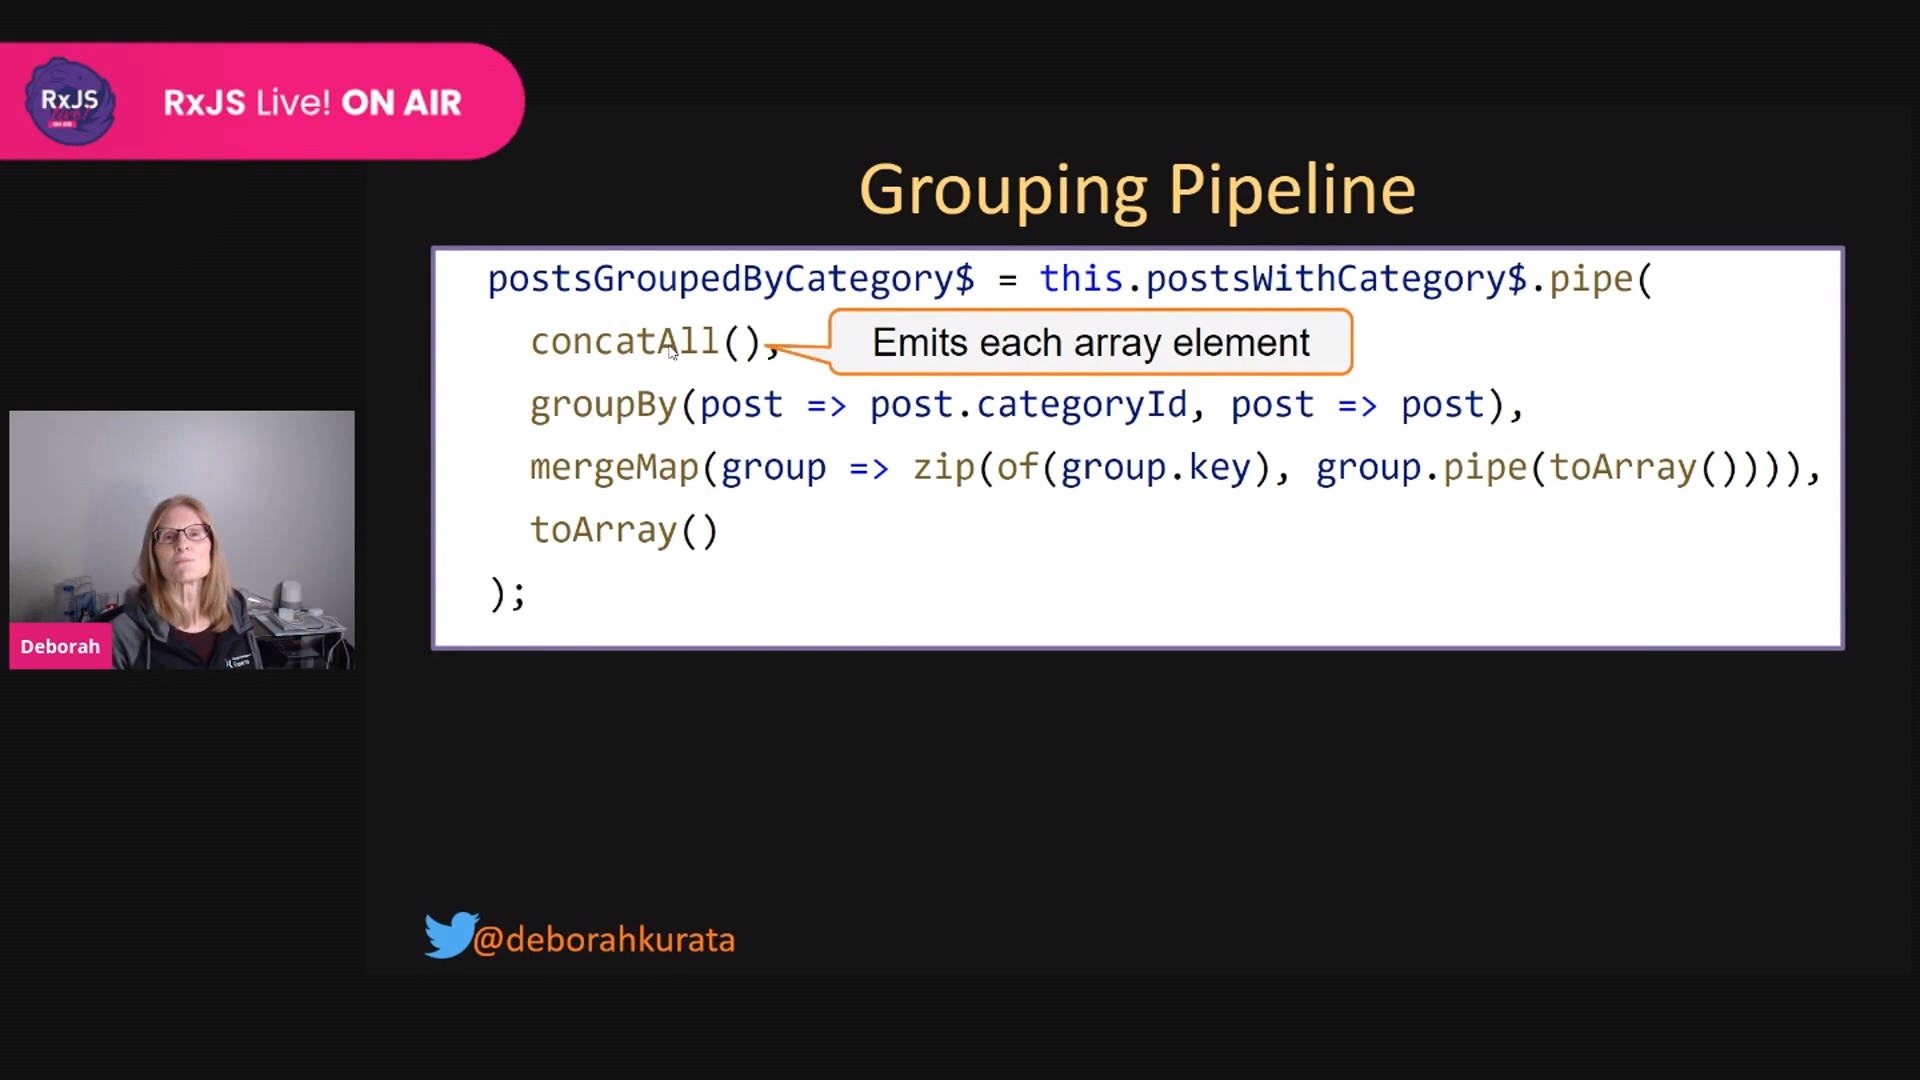 RxJS
RxJS Live! ON AIR
Grouping Pipeline
postsGroupedByCategory$ = this.postsWithCategory$.pipe(
concatAll(),
Emits each array element
groupBy(post => post.categoryId, post => post),
mergeMap(group => zip(of(group.key), group.pipe(toArray()))),
toArray()
);
Deborah
@deborahkurata